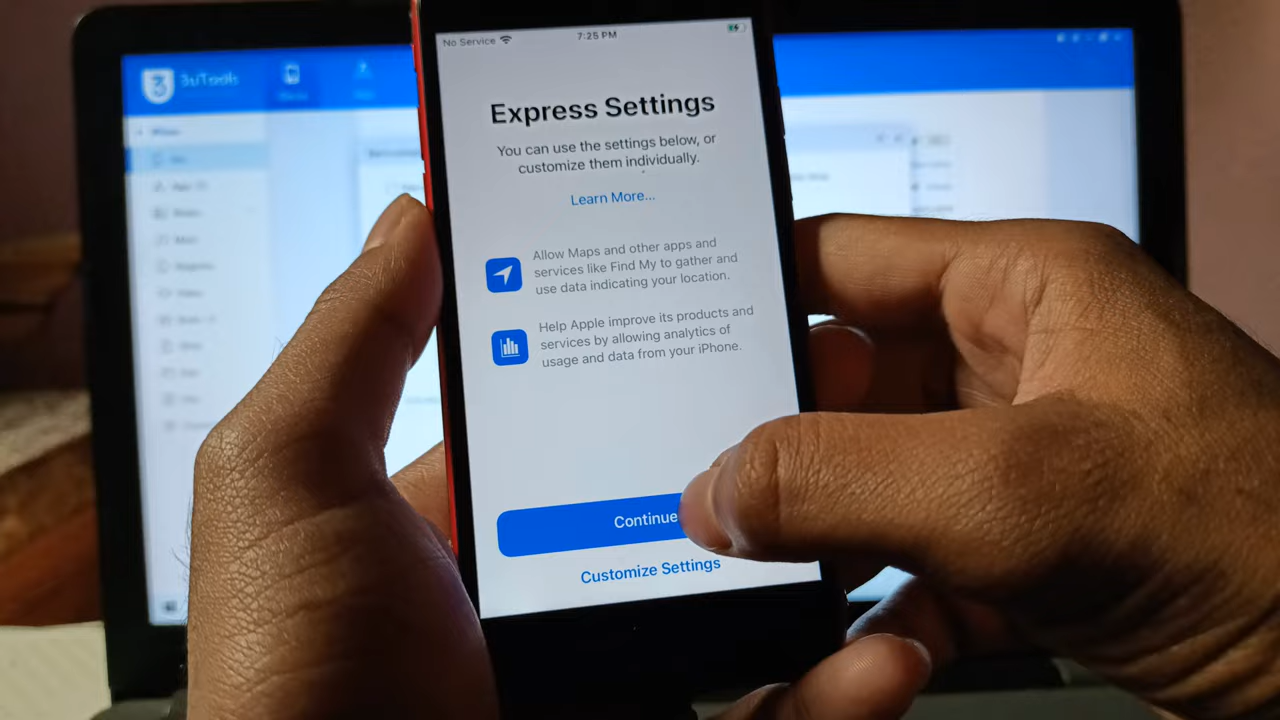 No Service
7:25 PM
3uTools
Express Settings
You can use the settings below, or
customize them individually.
Learn More...
Allow Maps and other apps and
services like Find My to gather and
use data indicating your location.
Help Apple improve its products and
services by allowing analytics of
usage and data from your iPhone.
Continue
Customize Settings